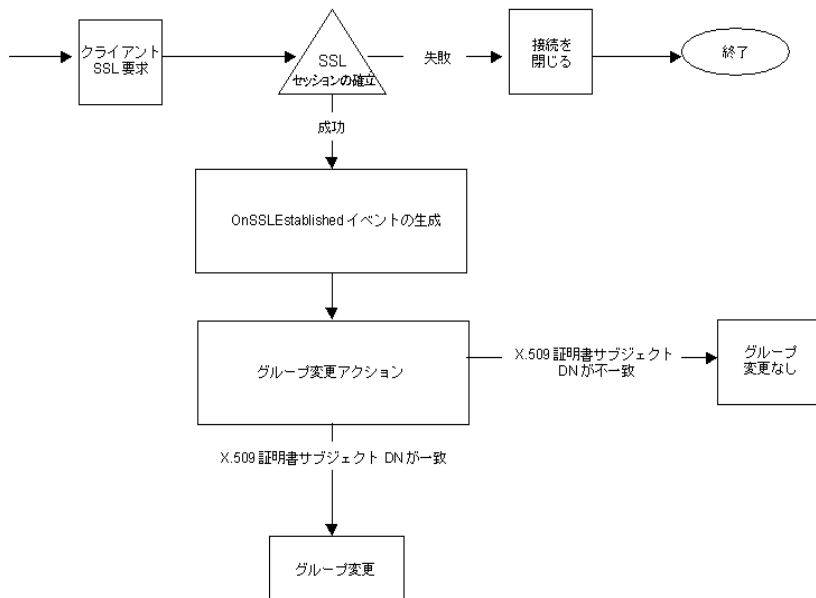 クライアント
SSL 要求
SSL
セッションの確立
失敗
接続を
閉じる
終了
成功
OnSSLEstablished イベントの生成
グループ変更アクション
X.509 証明書サブジェクト
DN が不一致
グループ
変更なし
X.509 証明書サブジェクト DN が一致
グループ変更